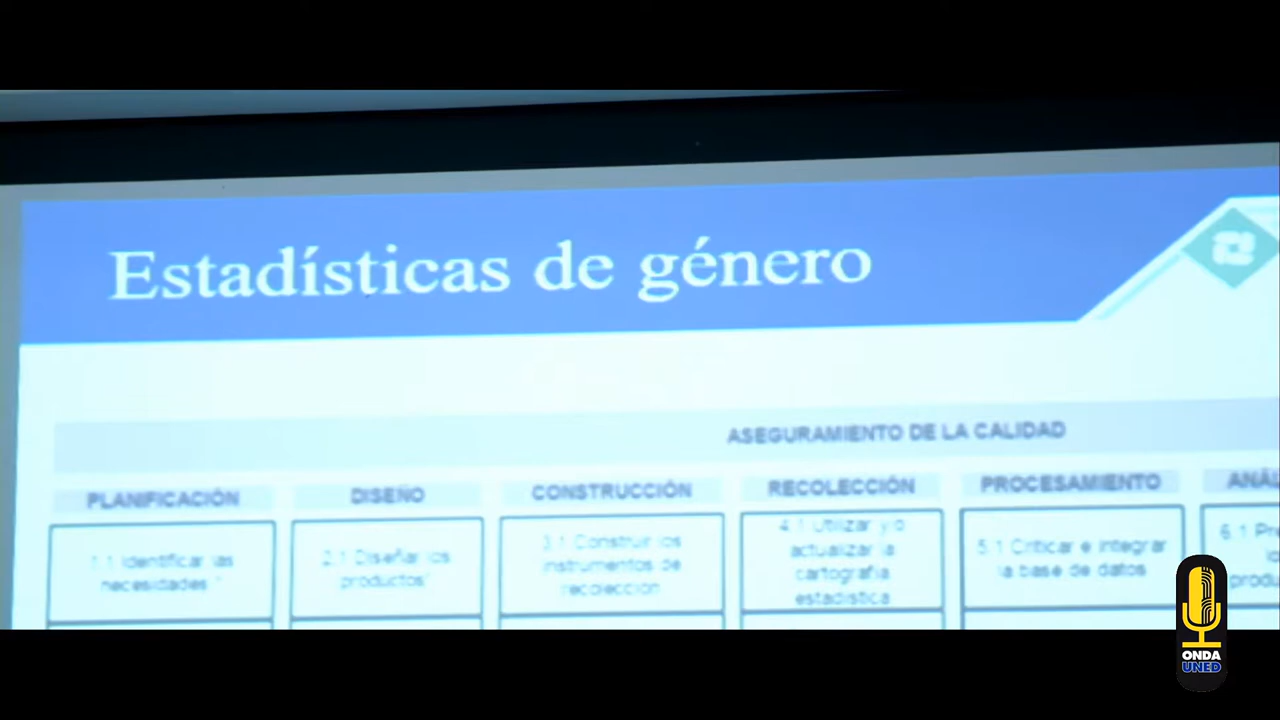 Estadísticas de género
ASEGURAMIENTO DE LA CALIDAD
PLANIFICACIÓN
DISEÑO
CONSTRUCCIÓN
RECOLECCIÓN
PROCESAMIENTO
1.1 Identificar las
necesidades
2.1 Diseñar los
productos
3.1 Construir los
instrumentos de
recolección
4.1 Utilizar y/o
actualizar la
cartografía
estadística
5.1 Criticar e integrar
la base de datos
6.1
ONDA
UNED